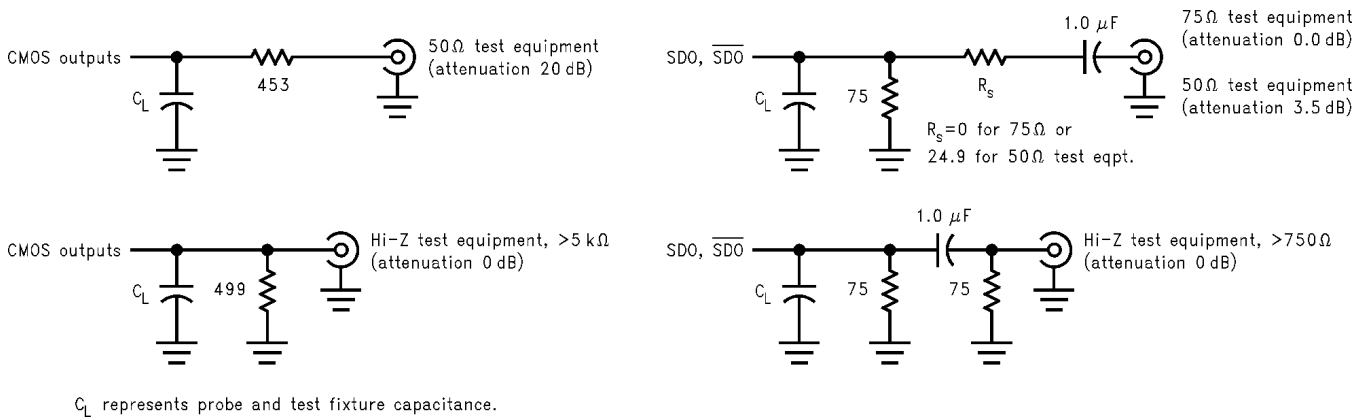 CMOS outputs
C_L
453
50Ω test equipment
(attenuation 20 dB)
SDO, S̅D̅O̅
C_L
75
R_s
1.0 μF
75Ω test equipment
(attenuation 0.0 dB)
50Ω test equipment
(attenuation 3.5 dB)
R_s=0 for 75Ω or
24.9 for 50Ω test eqpt.
CMOS outputs
C_L
499
Hi-Z test equipment, >5 kΩ
(attenuation 0 dB)
SDO, S̅D̅O̅
C_L
75
1.0 μF
75
Hi-Z test equipment, >750Ω
(attenuation 0 dB)
C_L represents probe and test fixture capacitance.